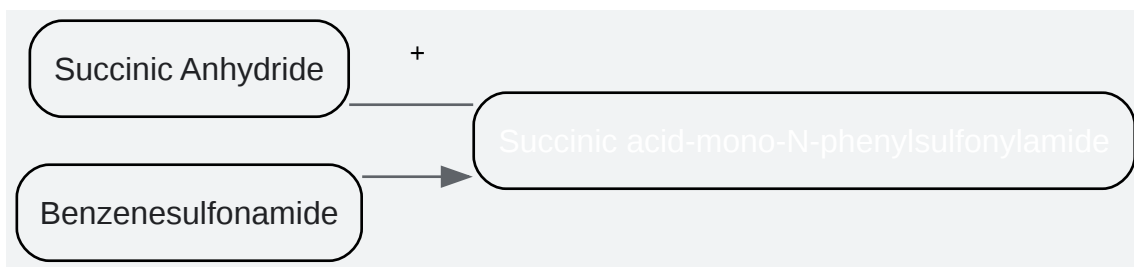 Succinic Anhydride
+
Succinic acid-mono-N-phenylsulfonylamide
Benzenesulfonamide